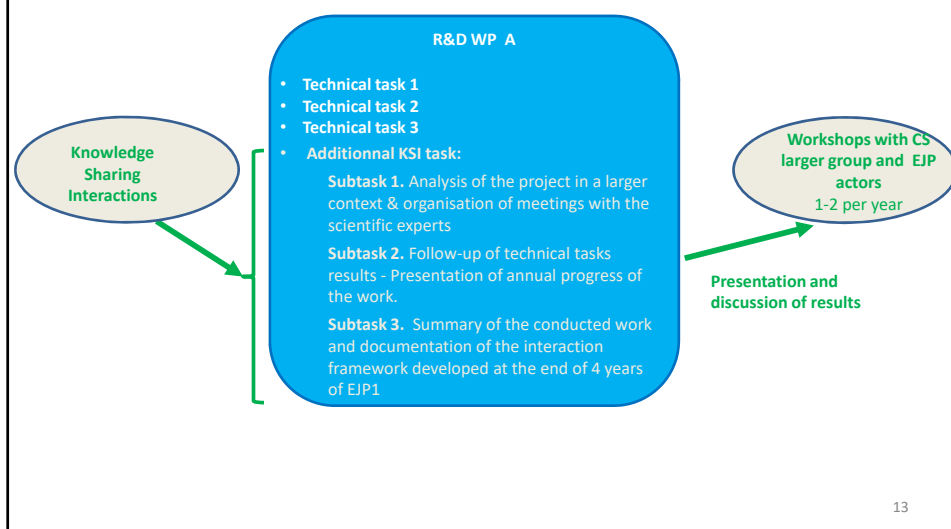 R&D WP A
• Technical task 1
• Technical task 2
• Technical task 3
• Additionnal KSI task:
Subtask 1. Analysis of the project in a larger
context & organisation of meetings with the
scientific experts
Subtask 2. Follow-up of technical tasks
results - Presentation of annual progress of
the work.
Subtask 3. Summary of the conducted work
and documentation of the interaction
framework developed at the end of 4 years
of EJP1
Knowledge
Sharing
Interactions
Workshops with CS
larger group and EJP
actors
1-2 per year
Presentation and
discussion of results
13